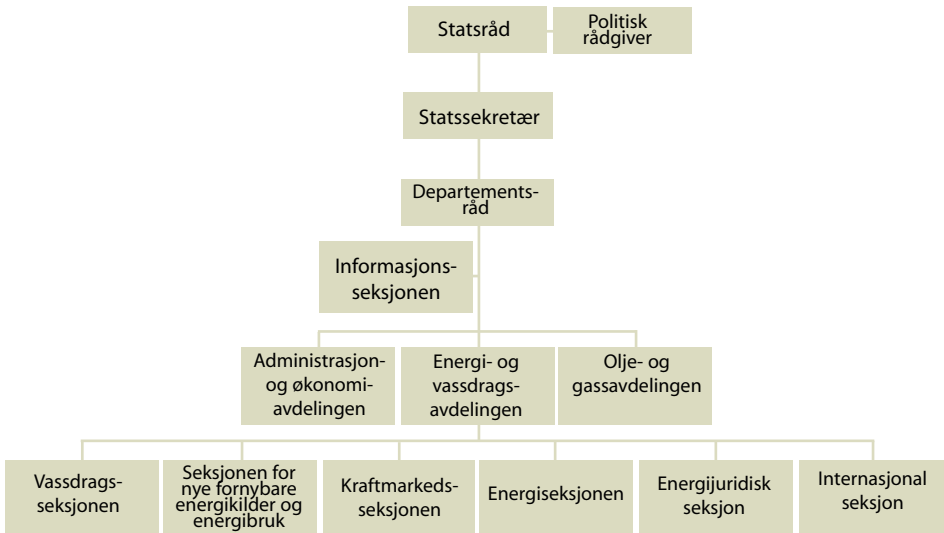 Statsråd
Politisk
rådgiver
Statssekretær
Departements-
råd
Informasjons-
seksjonen
Administrasjon-
og økonomi-
avdelingen
Energi- og
vassdrags-
avdelingen
Olje- og
gassavdelingen
Vassdrags-
seksjonen
Seksjonen for
nye fornybare
energikilder og
energibruk
Kraftmarkeds-
seksjonen
Energiseksjonen
Energijuridisk
seksjon
Internasjonal
seksjon